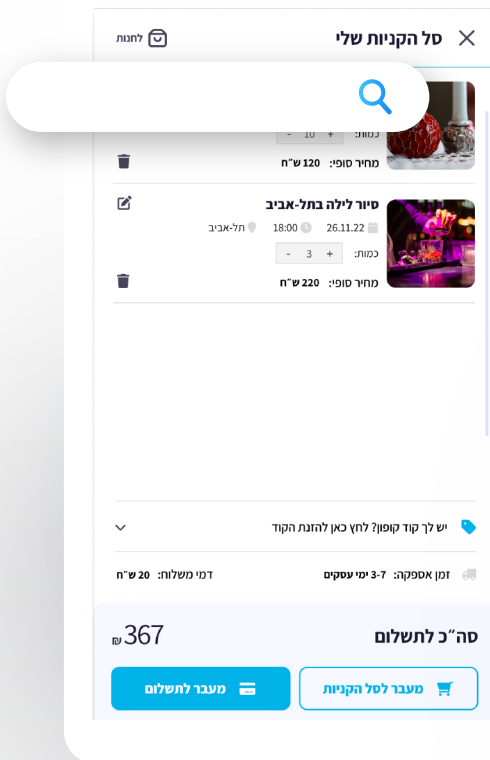 סל הקניות שלי
לחנות
כמות: + 10 -
מחיר סופי: 120 ש״ח
סיור לילה בתל-אביב
26.11.22 18:00 תל-אביב
כמות: + 3 -
מחיר סופי: 220 ש״ח
יש לך קוד קופון? לחץ כאן להזנת הקוד
זמן אספקה: 3-7 ימי עסקים
דמי משלוח: 20 ש״ח
סה״כ לתשלום
367 ₪
מעבר לסל הקניות
מעבר לתשלום